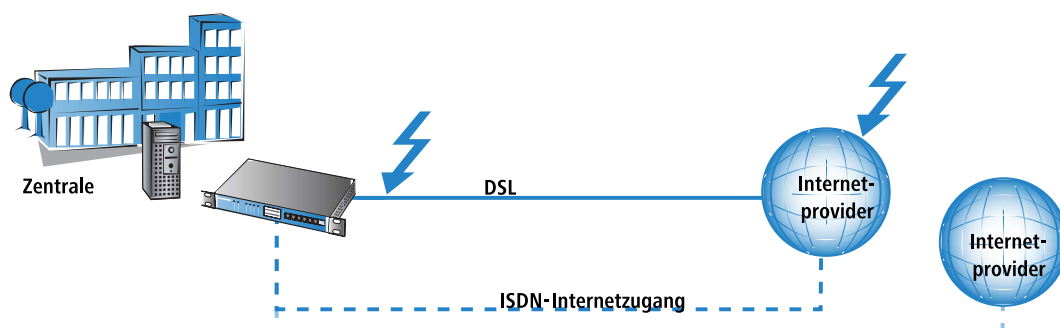 Zentrale
DSL
Internet-
provider
Internet-
provider
ISDN-Internetzugang